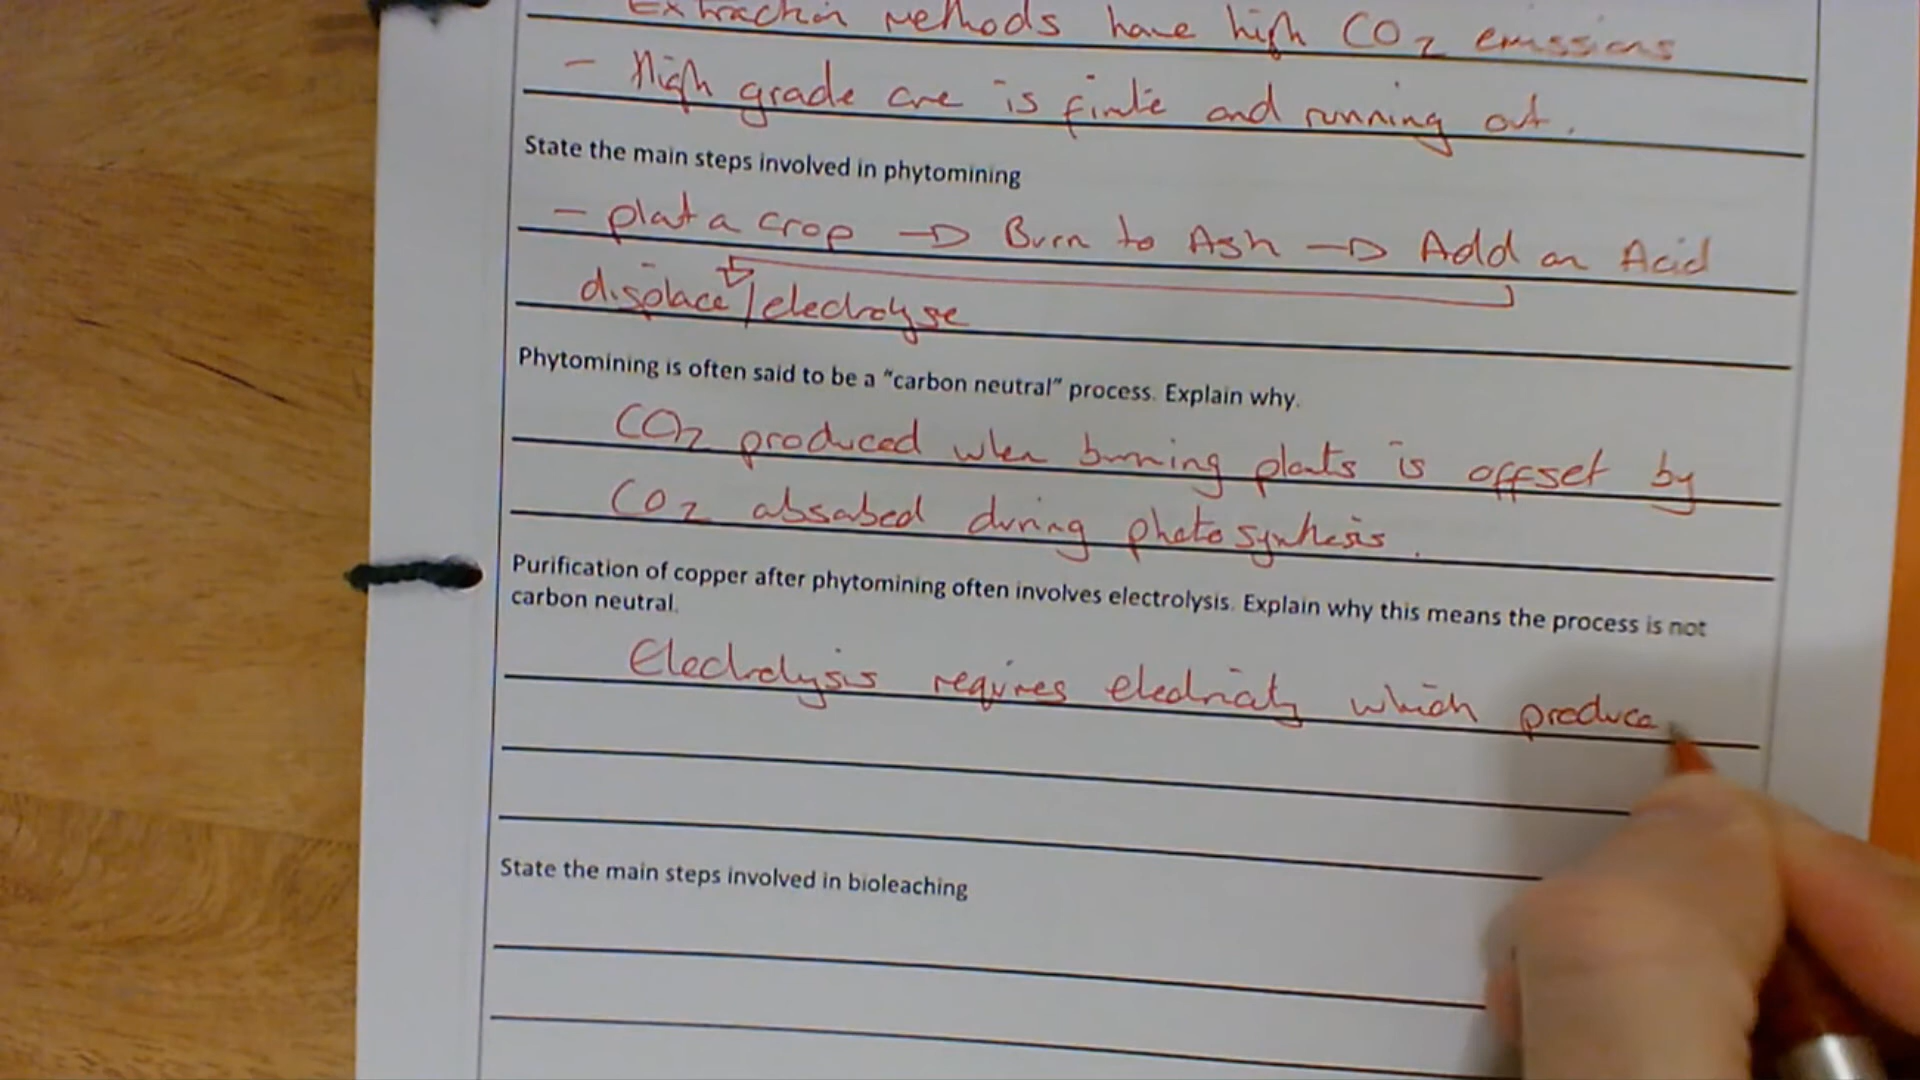 Extraction methods have high CO2 emissions
- High grade ore is finite and running out.
State the main steps involved in phytomining
- plant a crop → Burn to Ash → Add an Acid
displace/electrolyse
Phytomining is often said to be a "carbon neutral" process. Explain why.
CO2 produced when burning plants is offset by
CO2 absorbed during photosynthesis.
Purification of copper after phytomining often involves electrolysis. Explain why this means the process is not
carbon neutral.
Electrolysis requires electricity which produce
State the main steps involved in bioleaching